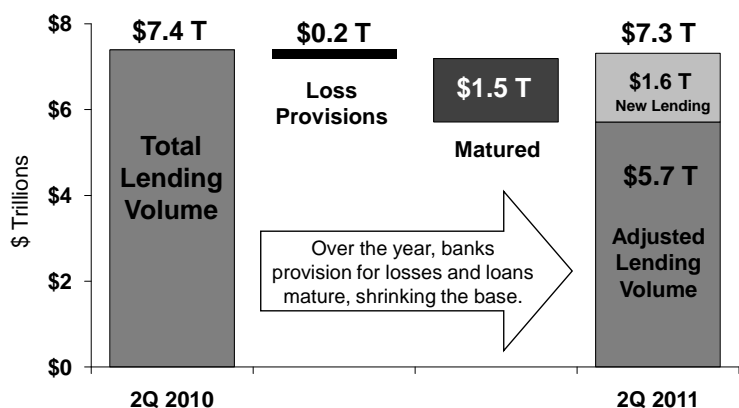 $7.4 T
$0.2 T
$7.3 T
$8
$6
$4
$2
$0
$ Trillions
Total
Lending
Volume
Loss
Provisions
$1.5 T
Matured
$1.6 T
New Lending
$5.7 T
Adjusted
Lending
Volume
Over the year, banks
provision for losses and loans
mature, shrinking the base.
2Q 2010
2Q 2011